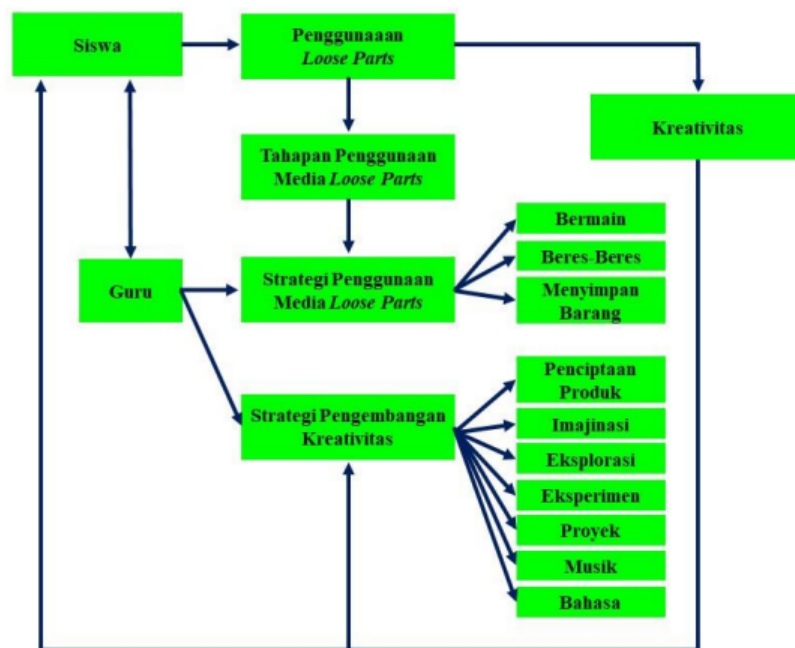 Siswa
Penggunaaan
Loose Parts
Kreativitas
Tahapan Penggunaan
Media Loose Parts
Guru
Strategi Penggunaan
Media Loose Parts
Bermain
Beres-Beres
Menyimpan
Barang
Strategi Pengembangan
Kreativitas
Penciptaan
Produk
Imajinasi
Eksplorasi
Eksperimen
Proyek
Musik
Bahasa